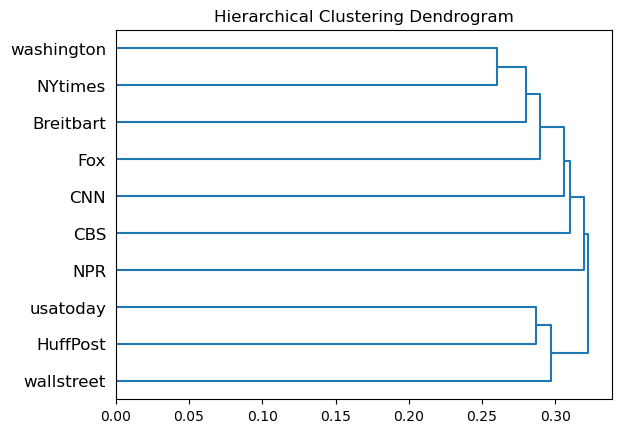 Hierarchical Clustering Dendrogram
washington
NYtimes
Breitbart
Fox
CNN
CBS
NPR
usatoday
HuffPost
wallstreet
0.00 0.05 0.10 0.15 0.20 0.25 0.30